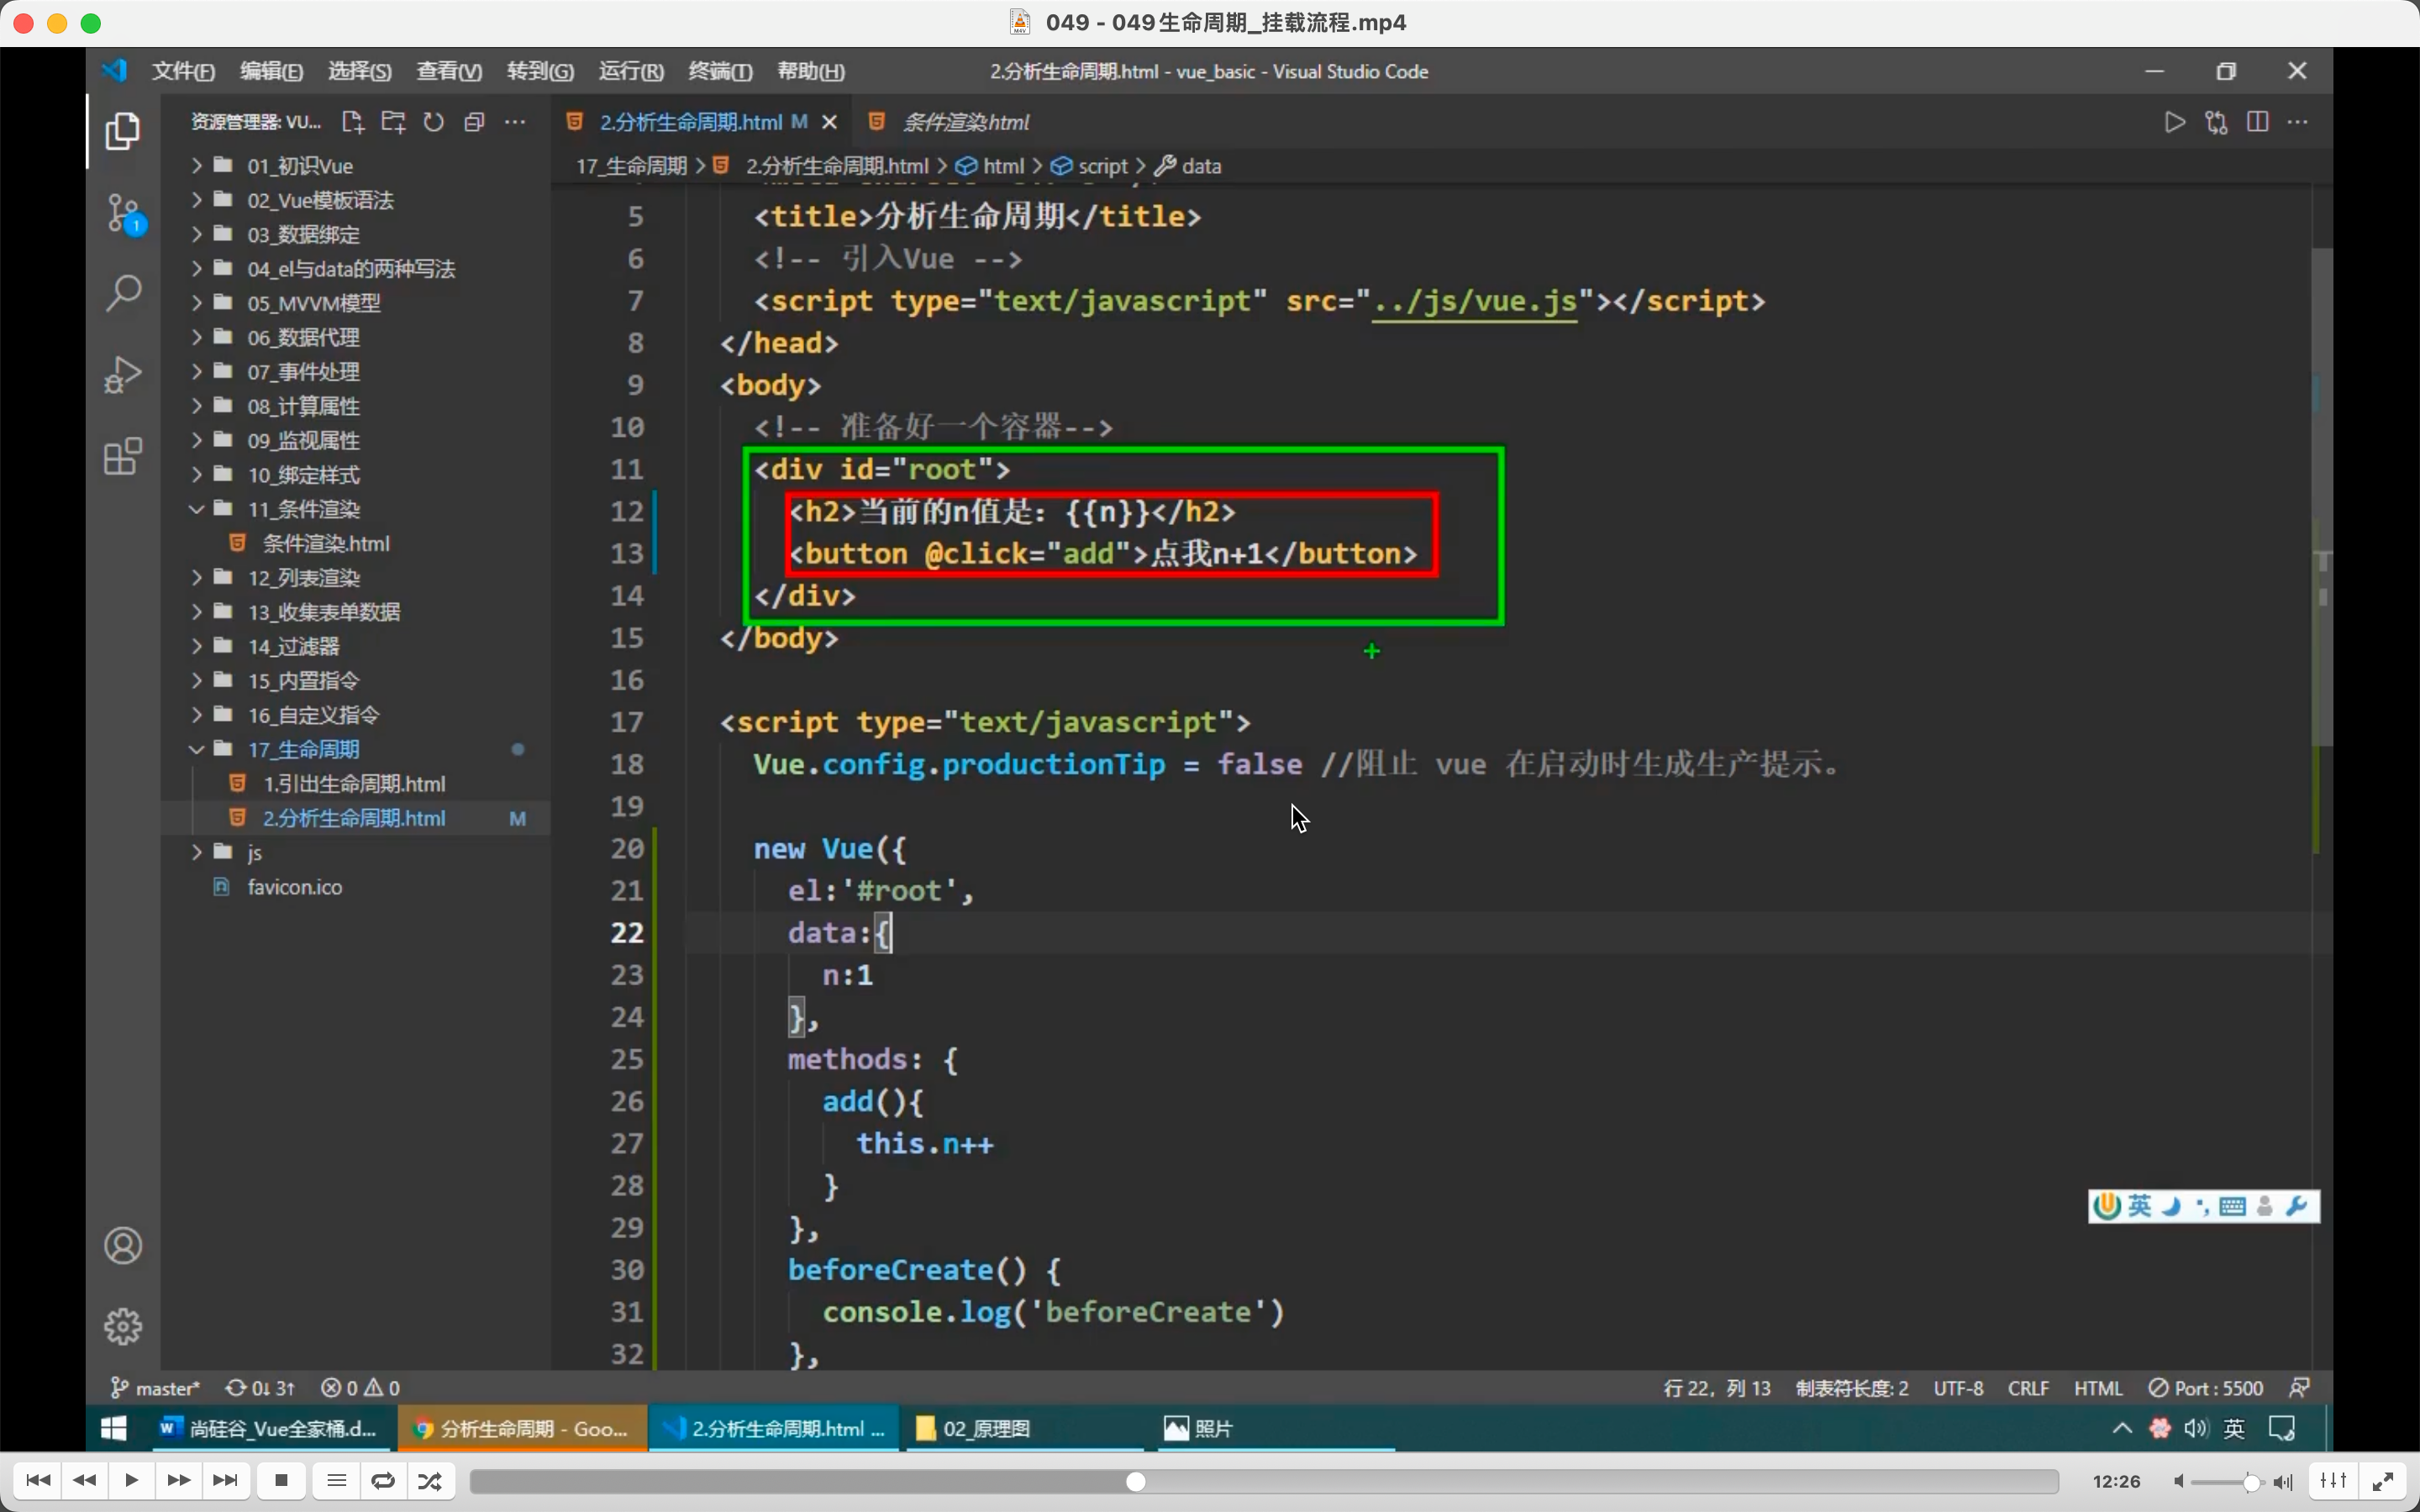 049 - 049生命周期_挂载流程.mp4
文件(F) 编辑(E) 选择(S) 查看(V) 转到(G) 运行(R) 终端(T) 帮助(H) 2.分析生命周期.html - vue_basic - Visual Studio Code
资源管理器: VU...
2.分析生命周期.html M
条件渲染.html
17_生命周期 > 2.分析生命周期.html > html > script > data
1
01_初识Vue
02_Vue模板语法
03_数据绑定
04_el与data的两种写法
05_MVVM模型
06_数据代理
07_事件处理
08_计算属性
09_监视属性
10_绑定样式
11_条件渲染
条件渲染.html
12_列表渲染
13_收集表单数据
14_过滤器
15_内置指令
16_自定义指令
17_生命周期
1.引出生命周期.html
2.分析生命周期.html M
js
favicon.ico
5 <title>分析生命周期</title>
6 <!-- 引入Vue -->
7 <script type="text/javascript" src="../js/vue.js"></script>
8 </head>
9 <body>
10 <!-- 准备好一个容器-->
11 <div id="root">
12 <h2>当前的n值是：{{n}}</h2>
13 <button @click="add">点我n+1</button>
14 </div>
15 </body>
16
17 <script type="text/javascript">
18 Vue.config.productionTip = false //阻止 vue 在启动时生成生产提示。
19
20 new Vue({
21 el:'#root',
22 data:{
23 n:1
24 },
25 methods: {
26 add(){
27 this.n++
28 }
29 },
30 beforeCreate() {
31 console.log('beforeCreate')
32 },
英
master* 0↓ 3↑ 0 0 行 22，列 13 制表符长度: 2 UTF-8 CRLF HTML Port : 5500
尚硅谷_Vue全家桶.d... 分析生命周期 - Goo... 2.分析生命周期.html ... 02_原理图 照片 英
12:26